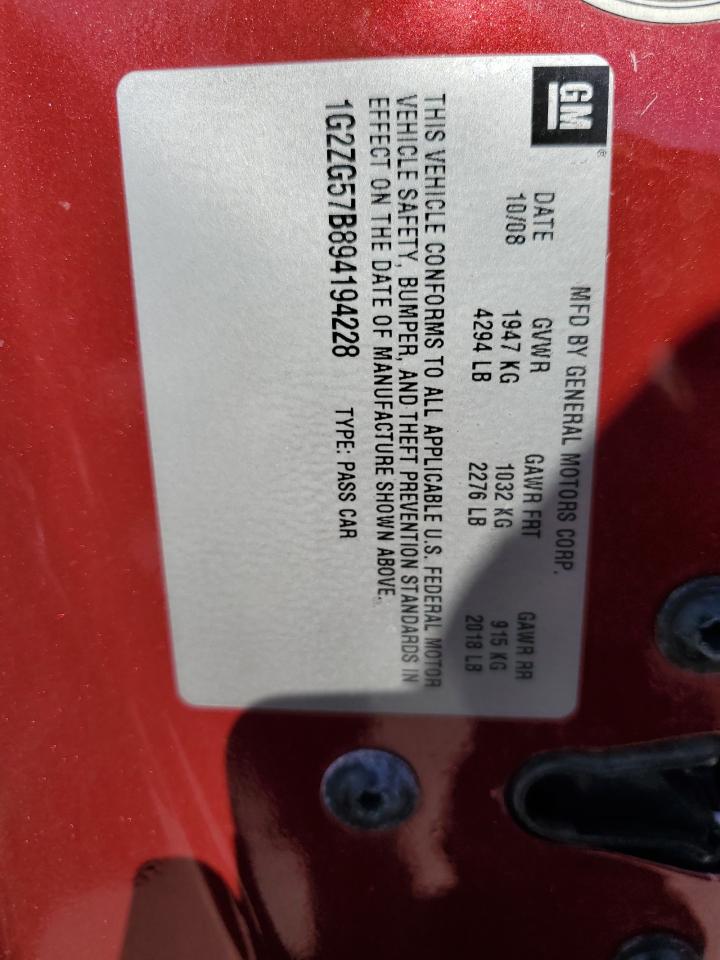 GM
MFD BY GENERAL MOTORS CORP.
DATE GVWR GAWR FRT GAWR RR
10/08 1947 KG 1032 KG 915 KG
4294 LB 2276 LB 2018 LB
THIS VEHICLE CONFORMS TO ALL APPLICABLE U.S. FEDERAL MOTOR
VEHICLE SAFETY, BUMPER, AND THEFT PREVENTION STANDARDS IN
EFFECT ON THE DATE OF MANUFACTURE SHOWN ABOVE.
1G2ZG57B894194228 TYPE: PASS CAR